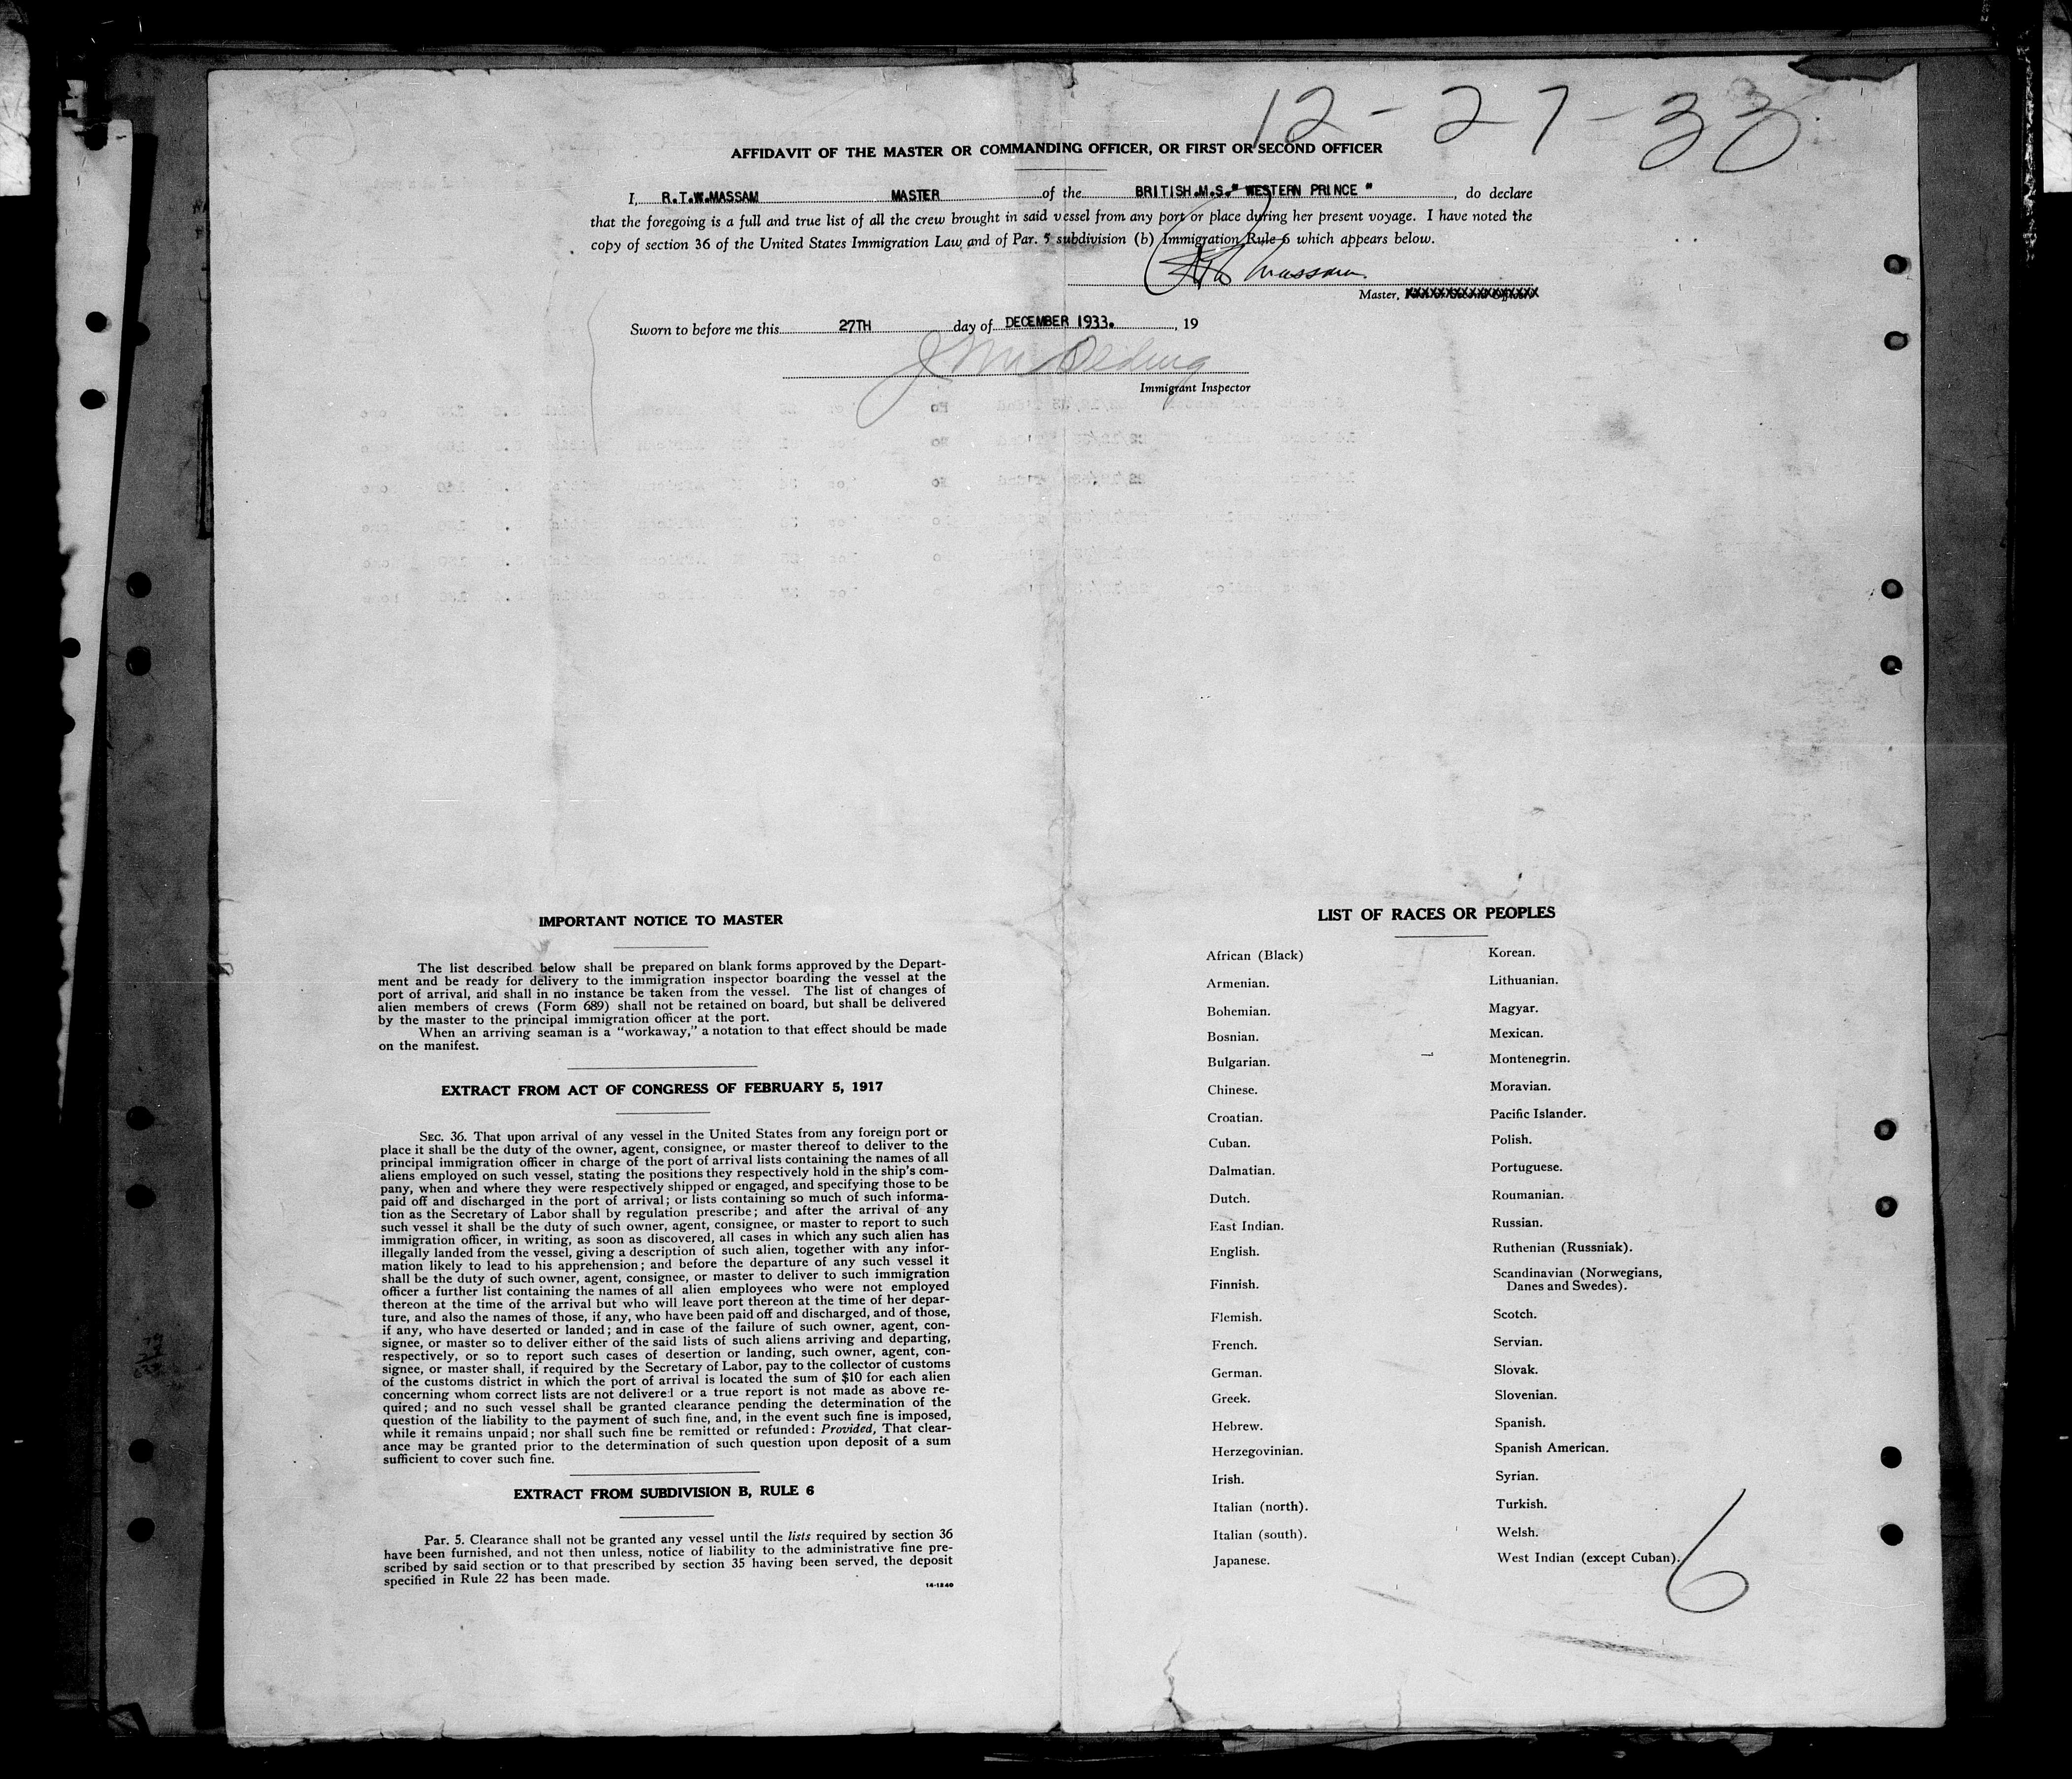 12-27-33
AFFIDAVIT OF THE MASTER OR COMMANDING OFFICER, OR FIRST OR SECOND OFFICER
I, R.T.W.MASSAM MASTER of the BRITISH.M.S." WESTERN PRINCE ", do declare
that the foregoing is a full and true list of all the crew brought in said vessel from any port or place during her present voyage. I have noted the
copy of section 36 of the United States Immigration Law and of Par. 5 subdivision (b) Immigration Rule 6 which appears below.
Massam
Master,
Sworn to before me this 27TH day of DECEMBER 1933. , 19
Immigrant Inspector
IMPORTANT NOTICE TO MASTER
The list described below shall be prepared on blank forms approved by the Depart-
ment and be ready for delivery to the immigration inspector boarding the vessel at the
port of arrival, and shall in no instance be taken from the vessel. The list of changes of
alien members of crews (Form 689) shall not be retained on board, but shall be delivered
by the master to the principal immigration officer at the port.
When an arriving seaman is a "workaway," a notation to that effect should be made
on the manifest.
EXTRACT FROM ACT OF CONGRESS OF FEBRUARY 5, 1917
SEC. 36. That upon arrival of any vessel in the United States from any foreign port or
place it shall be the duty of the owner, agent, consignee, or master thereof to deliver to the
principal immigration officer in charge of the port of arrival lists containing the names of all
aliens employed on such vessel, stating the positions they respectively hold in the ship's com-
pany, when and where they were respectively shipped or engaged, and specifying those to be
paid off and discharged in the port of arrival; or lists containing so much of such informa-
tion as the Secretary of Labor shall by regulation prescribe; and after the arrival of any
such vessel it shall be the duty of such owner, agent, consignee, or master to report to such
immigration officer, in writing, as soon as discovered, all cases in which any such alien has
illegally landed from the vessel, giving a description of such alien, together with any infor-
mation likely to lead to his apprehension; and before the departure of any such vessel it
shall be the duty of such owner, agent, consignee, or master to deliver to such immigration
officer a further list containing the names of all alien employees who were not employed
thereon at the time of the arrival but who will leave port thereon at the time of her depar-
ture, and also the names of those, if any, who have been paid off and discharged, and of those,
if any, who have deserted or landed; and in case of the failure of such owner, agent, con-
signee, or master so to deliver either of the said lists of such aliens arriving and departing,
respectively, or so to report such cases of desertion or landing, such owner, agent, con-
signee, or master shall, if required by the Secretary of Labor, pay to the collector of customs
of the customs district in which the port of arrival is located the sum of $10 for each alien
concerning whom correct lists are not delivered or a true report is not made as above re-
quired; and no such vessel shall be granted clearance pending the determination of the
question of the liability to the payment of such fine, and, in the event such fine is imposed,
while it remains unpaid; nor shall such fine be remitted or refunded: Provided, That clear-
ance may be granted prior to the determination of such question upon deposit of a sum
sufficient to cover such fine.
EXTRACT FROM SUBDIVISION B, RULE 6
Par. 5. Clearance shall not be granted any vessel until the lists required by section 36
have been furnished, and not then unless, notice of liability to the administrative fine pre-
scribed by said section or to that prescribed by section 35 having been served, the deposit
specified in Rule 22 has been made.
14-1240
LIST OF RACES OR PEOPLES
African (Black)
Armenian.
Bohemian.
Bosnian.
Bulgarian.
Chinese.
Croatian.
Cuban.
Dalmatian.
Dutch.
East Indian.
English.
Finnish.
Flemish.
French.
German.
Greek.
Hebrew.
Herzegovinian.
Irish.
Italian (north).
Italian (south).
Japanese.
Korean.
Lithuanian.
Magyar.
Mexican.
Montenegrin.
Moravian.
Pacific Islander.
Polish.
Portuguese.
Roumanian.
Russian.
Ruthenian (Russniak).
Scandinavian (Norwegians,
Danes and Swedes).
Scotch.
Servian.
Slovak.
Slovenian.
Spanish.
Spanish American.
Syrian.
Turkish.
Welsh.
West Indian (except Cuban).
6